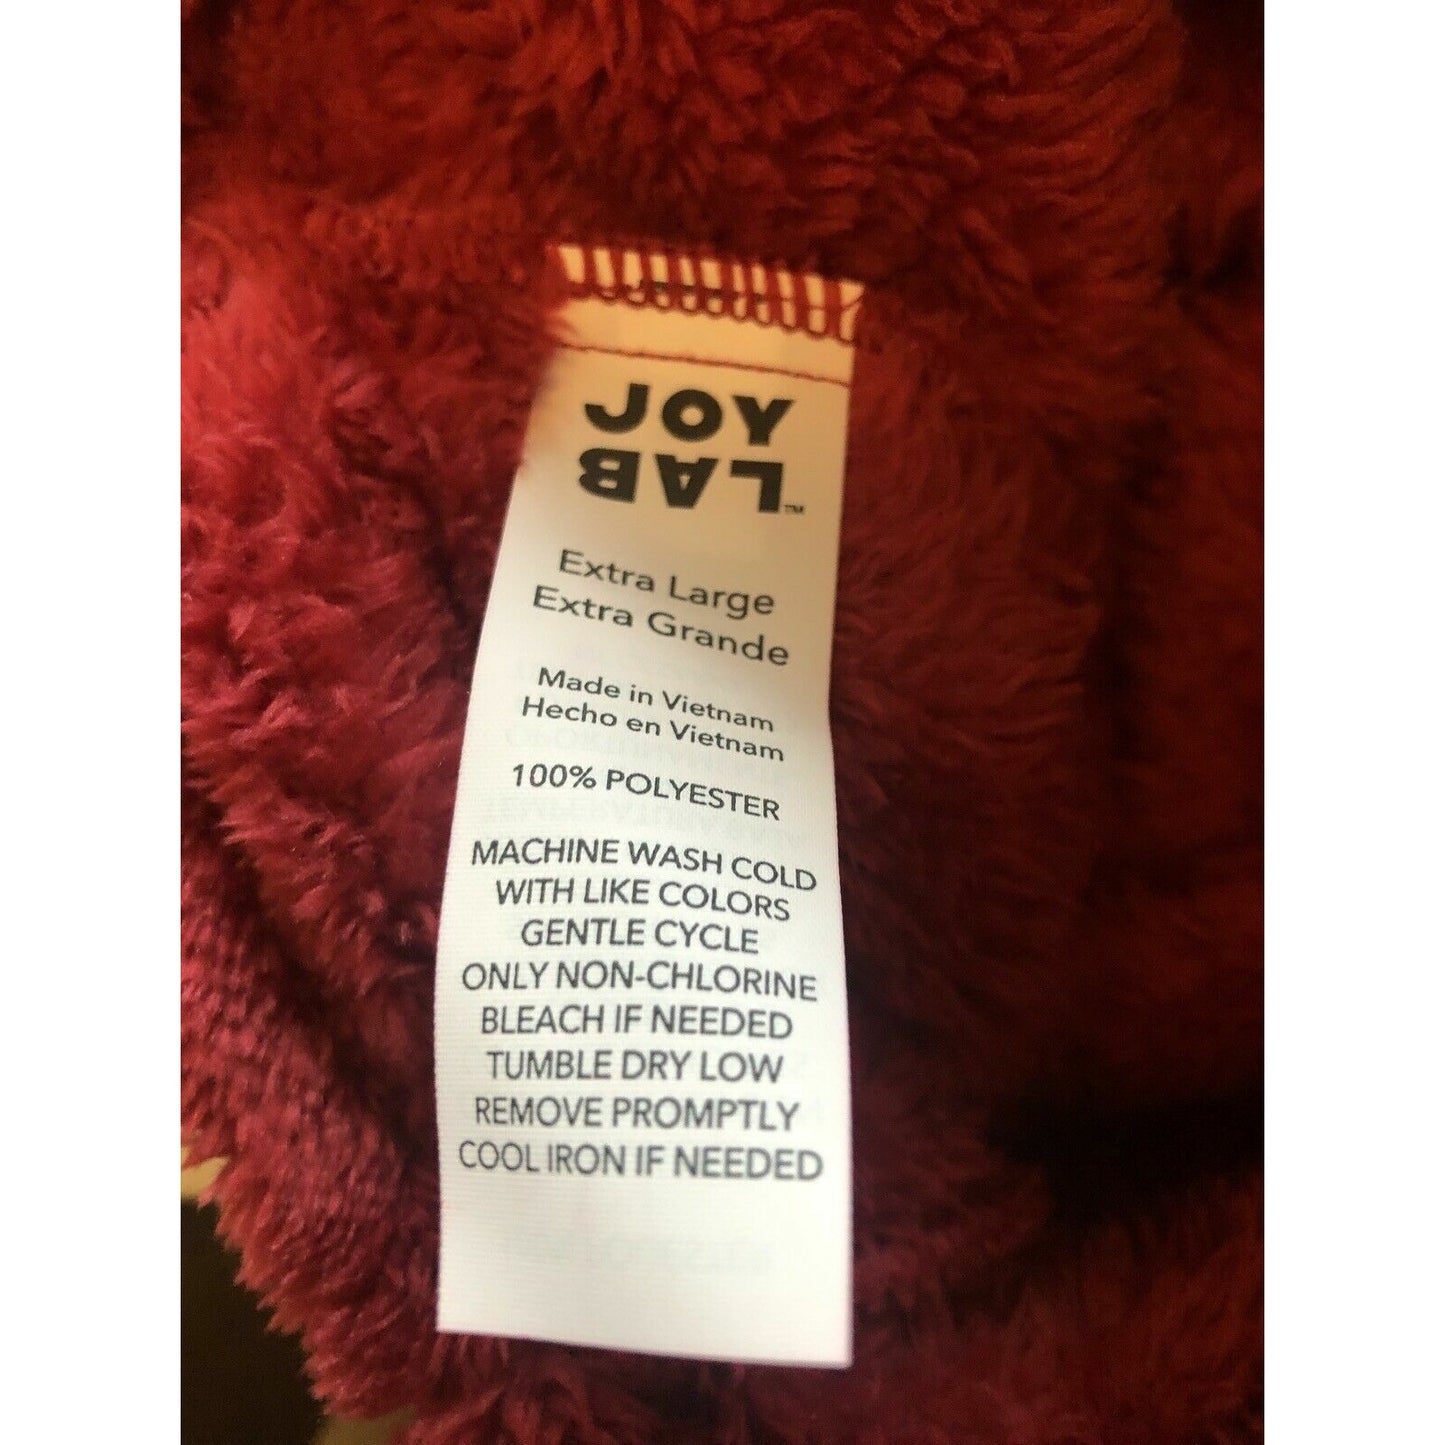 JOY
LAB™
Extra Large
Extra Grande
Made in Vietnam
Hecho en Vietnam
100% POLYESTER
MACHINE WASH COLD
WITH LIKE COLORS
GENTLE CYCLE
ONLY NON-CHLORINE
BLEACH IF NEEDED
TUMBLE DRY LOW
REMOVE PROMPTLY
COOL IRON IF NEEDED